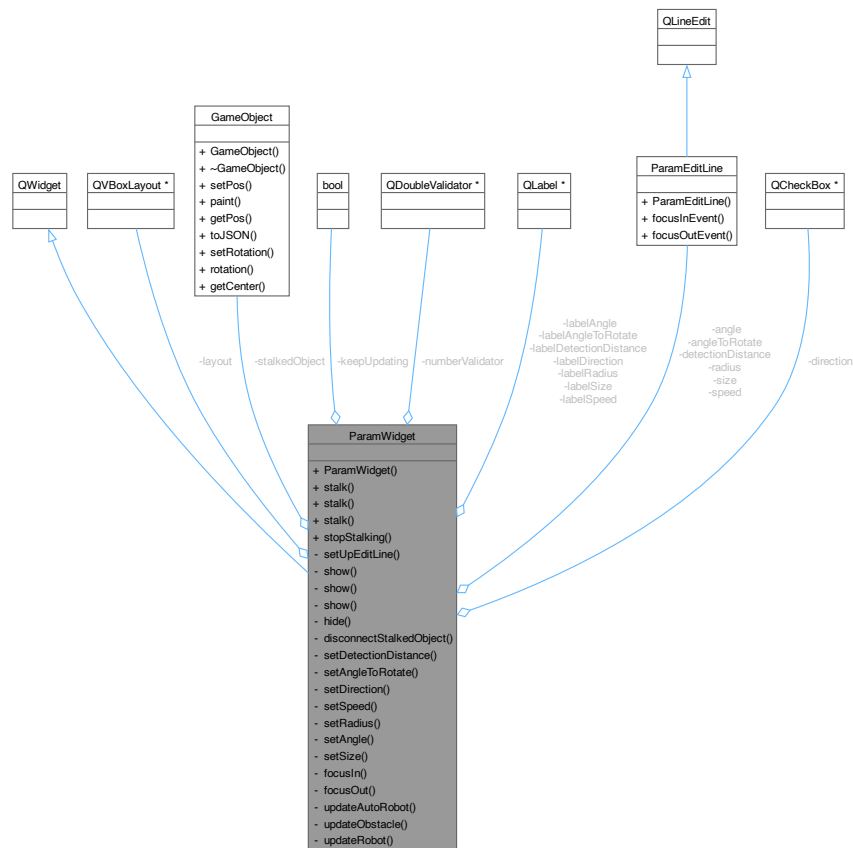 QLineEdit
GameObject
+ GameObject()
+ ~GameObject()
+ setPos()
+ paint()
+ getPos()
+ toJSON()
+ setRotation()
+ rotation()
+ getCenter()
ParamEditLine
+ ParamEditLine()
+ focusInEvent()
+ focusOutEvent()
QWidget
QVBoxLayout *
bool
QDoubleValidator *
QLabel *
QCheckBox *
-layout
-stalkedObject
-keepUpdating
-numberValidator
-labelAngle
-labelAngleToRotate
-labelDetectionDistance
-labelDirection
-labelRadius
-labelSize
-labelSpeed
-angle
-angleToRotate
-detectionDistance
-radius
-size
-speed
-direction
ParamWidget
+ ParamWidget()
+ stalk()
+ stalk()
+ stalk()
+ stopStalking()
- setUpEditLine()
- show()
- show()
- show()
- hide()
- disconnectStalkedObject()
- setDetectionDistance()
- setAngleToRotate()
- setDirection()
- setSpeed()
- setRadius()
- setAngle()
- setSize()
- focusIn()
- focusOut()
- updateAutoRobot()
- updateObstacle()
- updateRobot()